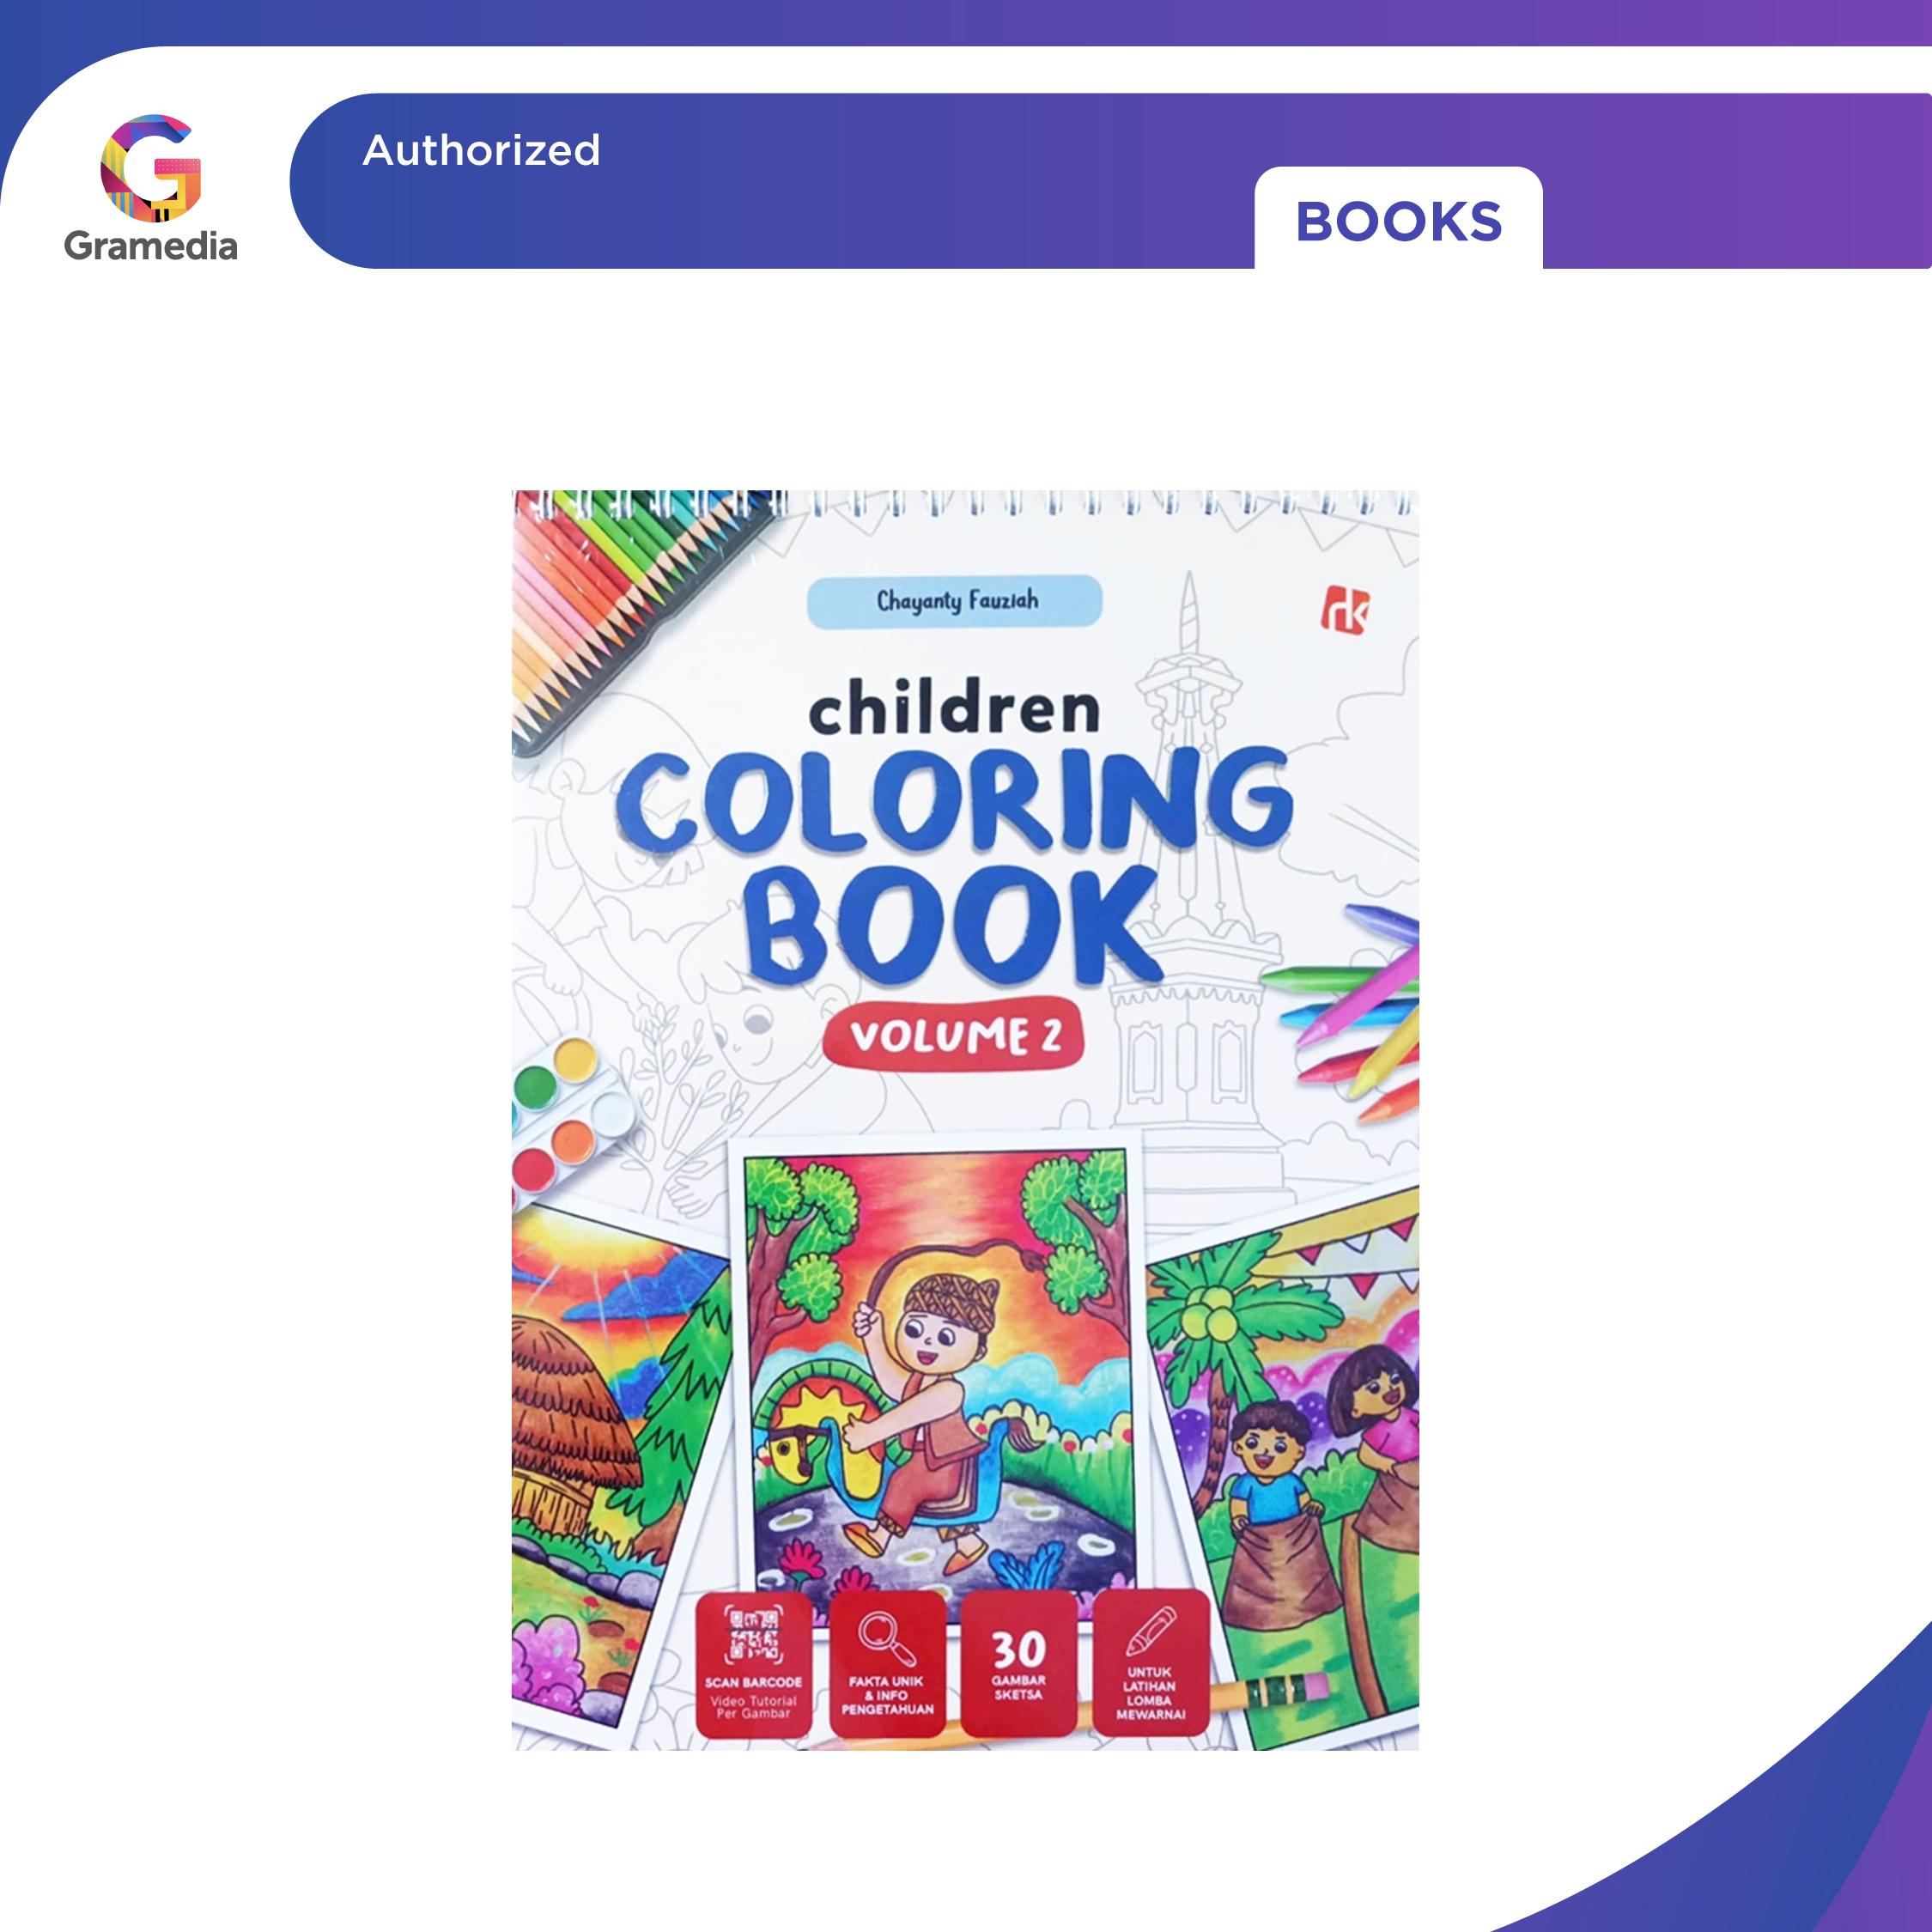 Gramedia
Authorized
BOOKS
Chayanty Fauziah
rk
children
COLORING
BOOK
VOLUME 2
SCAN BARCODE
Video Tutorial
Per Gambar
FAKTA UNIK
& INFO
PENGETAHUAN
30
GAMBAR
SKETSA
UNTUK
LATIHAN
LOMBA
MEWARNAI